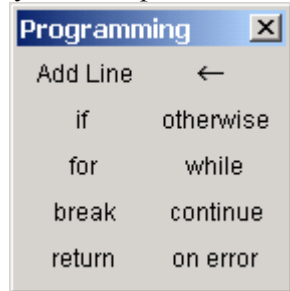 Programming
Add Line ←
if otherwise
for while
break continue
return on error